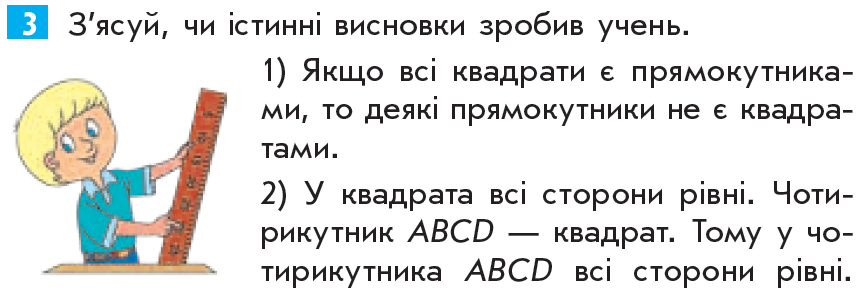 3 З’ясуй, чи істинні висновки зробив учень.
1) Якщо всі квадрати є прямокутника-
ми, то деякі прямокутники не є квадра-
тами.
2) У квадрата всі сторони рівні. Чоти-
рикутник ABCD — квадрат. Тому у чо-
тирикутника ABCD всі сторони рівні.